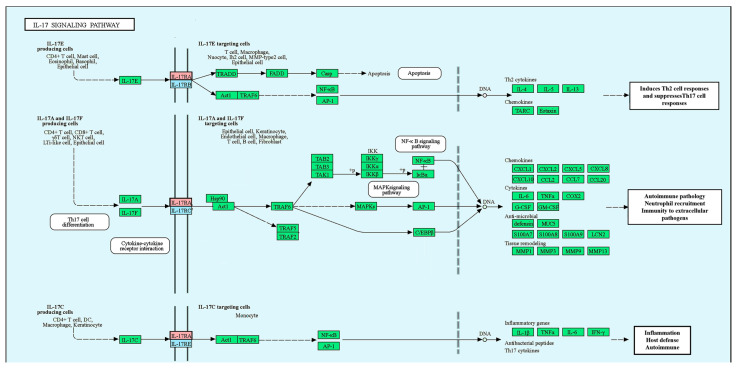 IL-17 SIGNALING PATHWAY
IL-17E
producing cells
CD4+ T cell, Mast cell,
Eosinophil, Basophil,
Epithelial cell
IL-17E targeting cells
T cell, Macrophage,
Nuocyte, Ih2 cell, MMP-type2 cell,
Epithelial cell
IL-17E
IL-17RA
IL-17RB
TRADD
FADD
Casp
Apoptosis
Apoptosis
Act1
TRAF6
NF-κB
AP-1
DNA
Th2 cytokines
IL-4
IL-5
IL-13
Chemokines
TARC
Eotaxin
Induces Th2 cell responses
and suppressesTh17 cell
responses
IL-17A and IL-17F
producing cells
CD4+ T cell, CD8+ T cell,
γδT cell, NKT cell,
LTi-like cell, Epithelial cell
IL-17A and IL-17F
targeting cells
Epithelial cell, Keratinocyte,
Endothelial cell, Macrophage,
T cell, B cell, Fibroblast
IL-17A
IL-17F
IL-17RA
IL-17RC
Th17 cell
differentiation
Cytokine-cytokine
receptor interaction
Hsp90
Act1
TRAF6
TAB2
TAB3
TAK1
IKK
IKKγ
IKKα
IKKβ
+p
+p
NF-κ B signaling
pathway
NF-κB
IκBα
MAPKsignaling
pathway
MAPKs
AP-1
TRAF5
TRAF2
C/EBPβ
DNA
Chemokines
CXCL1
CXCL2
CXCL5
CXCL8
CXCL10
CCL2
CCL7
CCL20
Cytokines
IL-6
TNFα
COX2
G-CSF
GM-CSF
Anti-microbial
defensin
MUC5
S100A7
S100A8
S100A9
LCN2
Tissue remodeling
MMP1
MMP3
MMP9
MMP13
Autoimmune pathology
Neutrophil recruitment
Immunity to extracellular
pathogens
IL-17C
producing cells
CD4+ T cell, DC,
Macrophage, Keratinocyte
IL-17C targeting cells
Monocyte
IL-17C
IL-17RA
IL-17RE
Act1
TRAF6
NF-κB
AP-1
DNA
Inflammatory genes
IL-1β
TNFα
IL-6
IFN-γ
Antibacterial peptides
Th17 cytokines
Inflammation
Host defense
Autoimmune